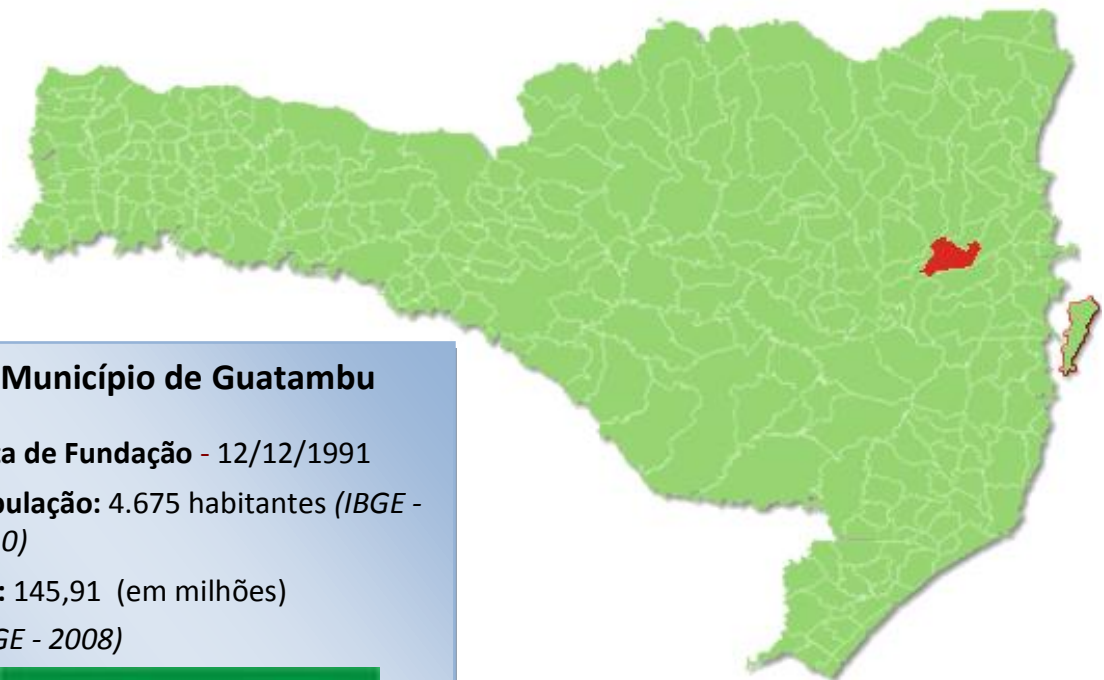 Município de Guatambu
ta de Fundação - 12/12/1991
pulação: 4.675 habitantes (IBGE -
0)
: 145,91 (em milhões)
GE - 2008)